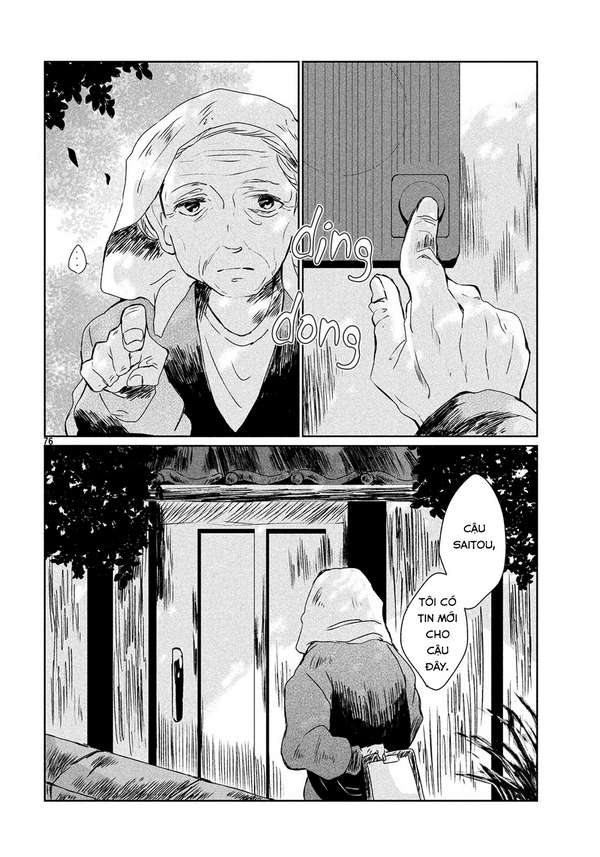 ding
dong
...
76
CẬU
SAITOU,
TÔI CÓ
TIN MỚI
CHO
CẬU
ĐÂY.